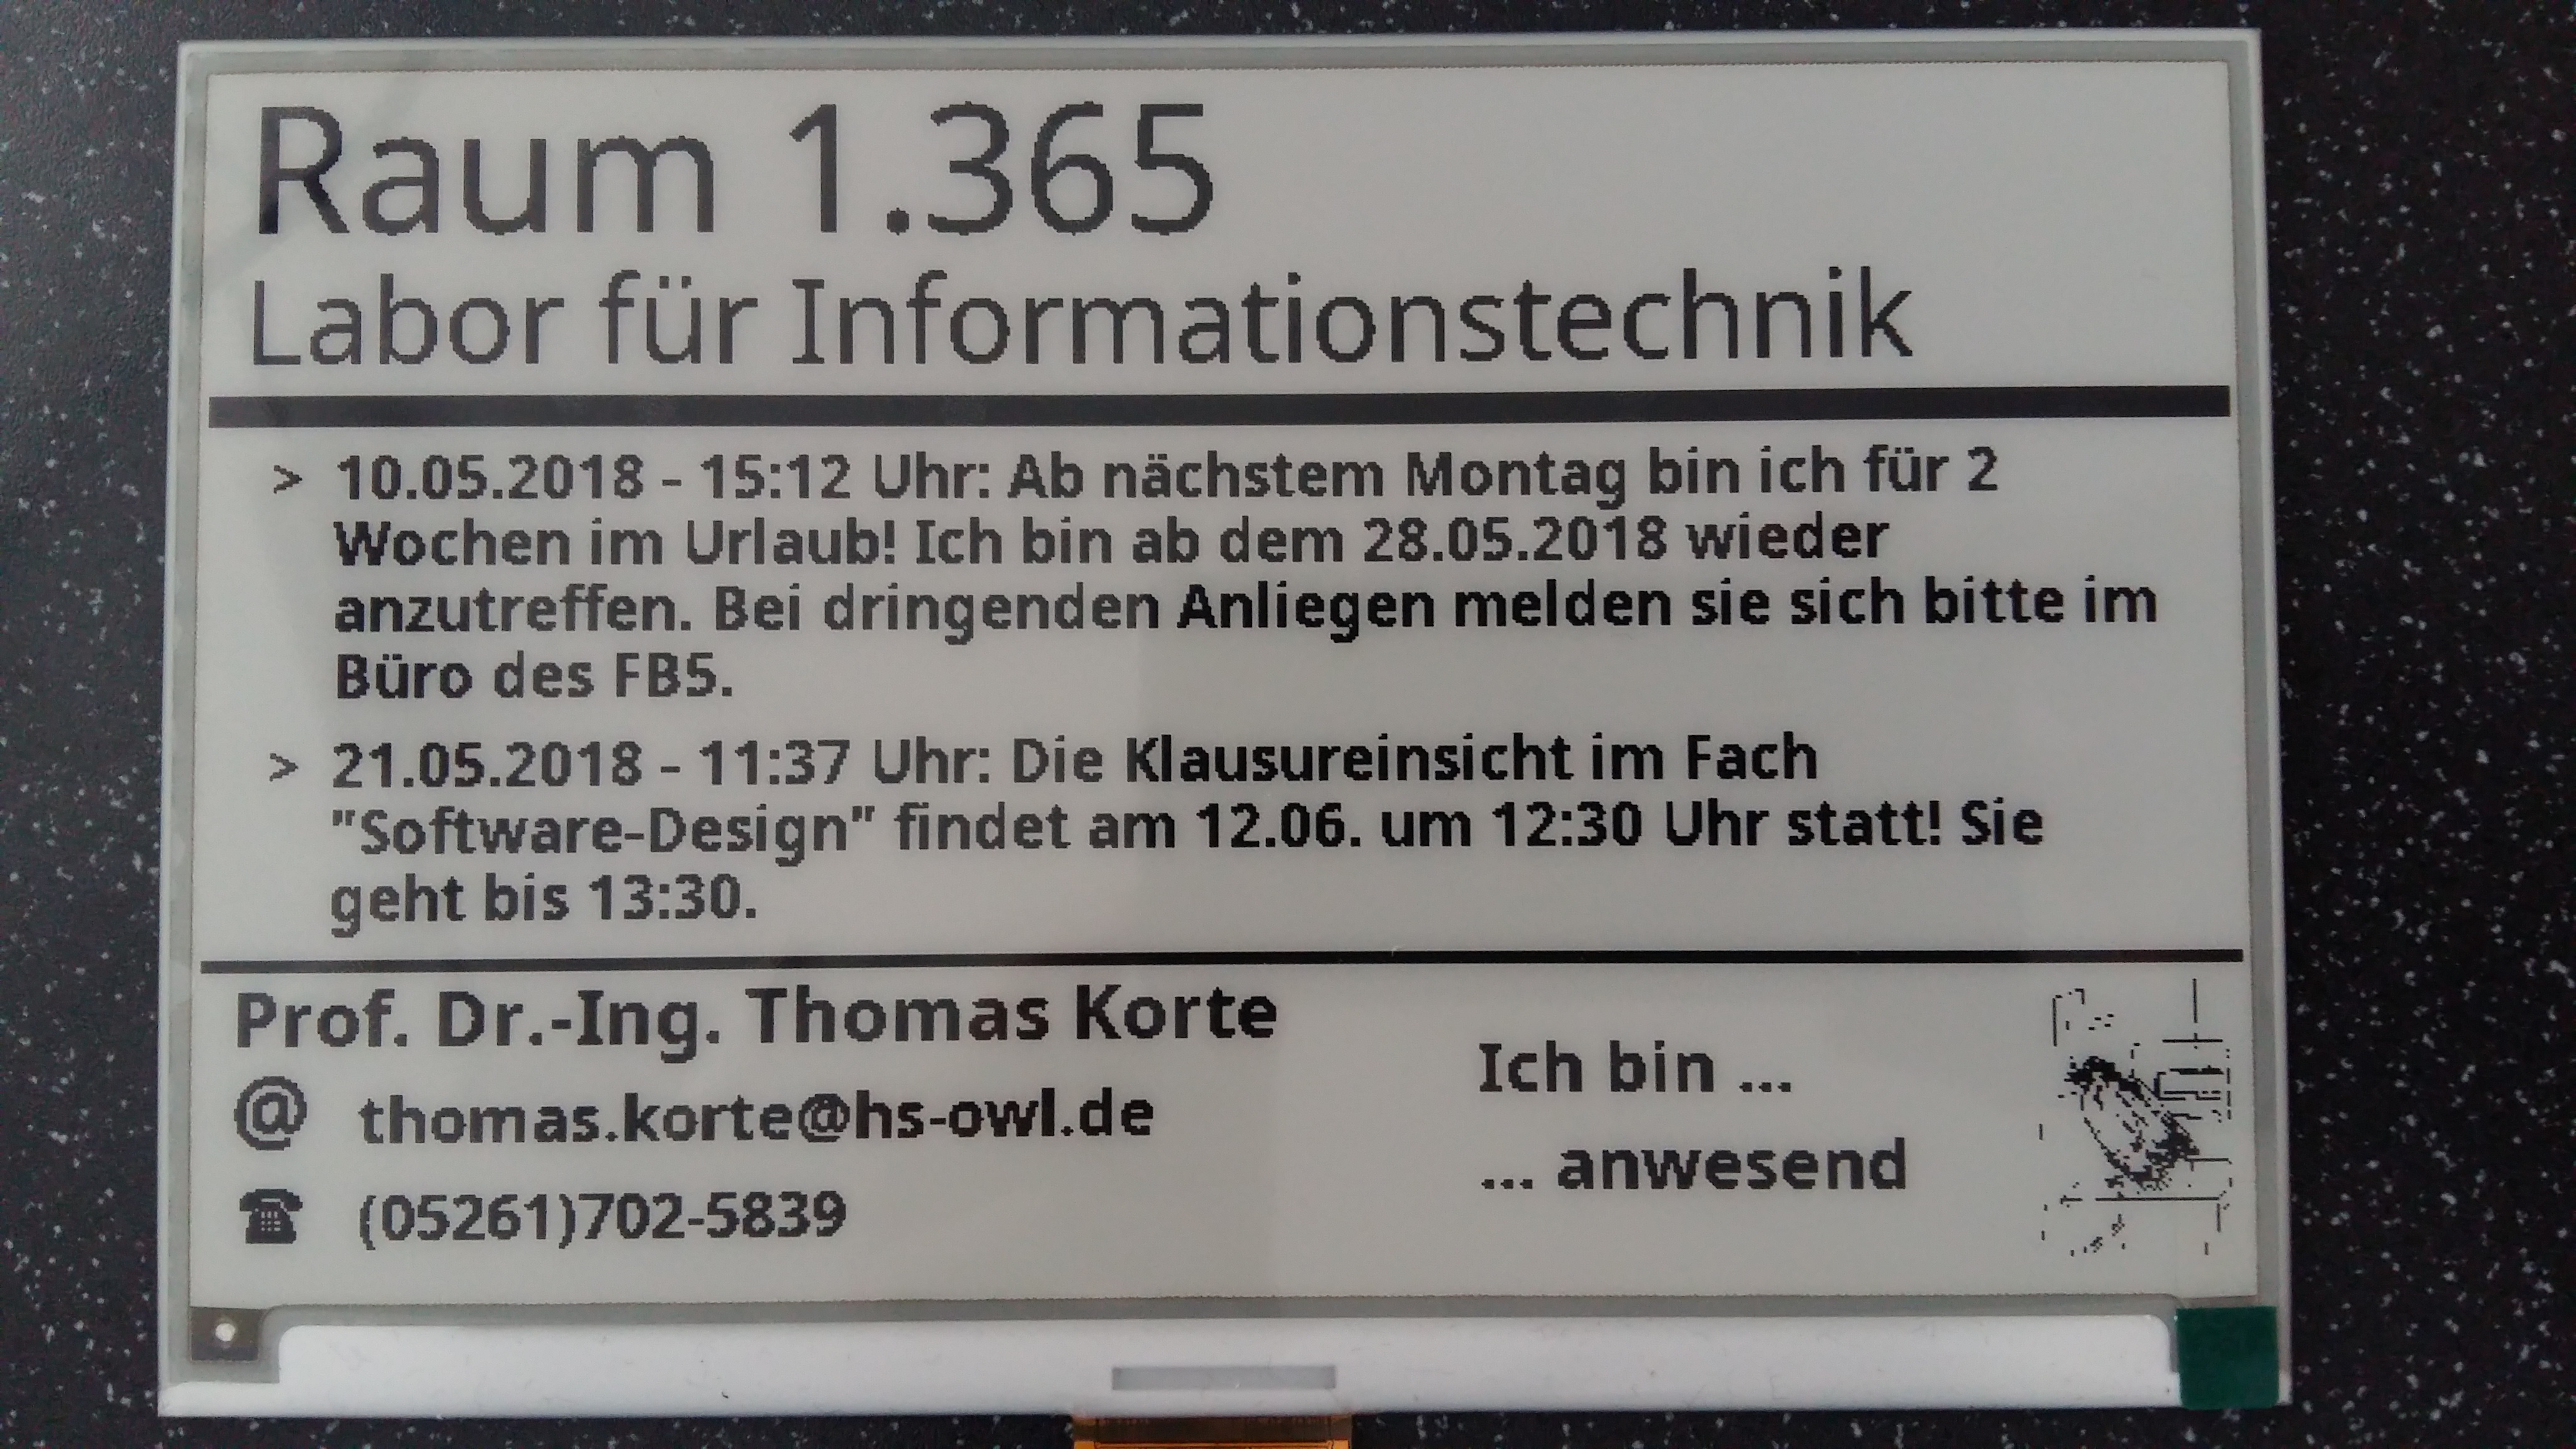 Raum 1.365
Labor für Informationstechnik
> 10.05.2018 - 15:12 Uhr: Ab nächstem Montag bin ich für 2
Wochen im Urlaub! Ich bin ab dem 28.05.2018 wieder
anzutreffen. Bei dringenden Anliegen melden sie sich bitte im
Büro des FB5.
> 21.05.2018 - 11:37 Uhr: Die Klausureinsicht im Fach
"Software-Design" findet am 12.06. um 12:30 Uhr statt! Sie
geht bis 13:30.
Prof. Dr.-Ing. Thomas Korte
@ thomas.korte@hs-owl.de
☎ (05261)702-5839
Ich bin ...
... anwesend